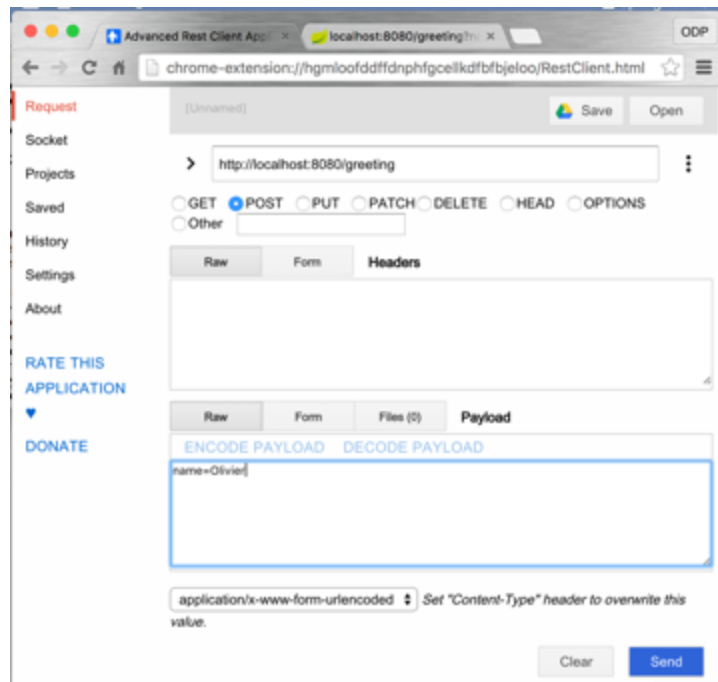 Advanced Rest Client App
localhost:8080/greeting
ODP
chrome-extension://hgmloofddffdnphfgcellkdfbfbjeloo/RestClient.html
Request
[Unnamed]
Save
Open
Socket
http://localhost:8080/greeting
Projects
Saved
GET POST PUT PATCH DELETE HEAD OPTIONS
Other
History
Raw Form Headers
Settings
About
RATE THIS
APPLICATION
DONATE
Raw Form Files (0) Payload
ENCODE PAYLOAD DECODE PAYLOAD
name=Olivier
application/x-www-form-urlencoded Set "Content-Type" header to overwrite this
value.
Clear Send